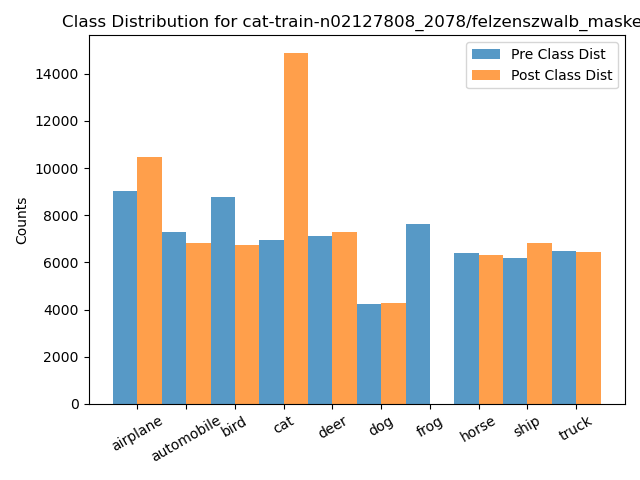 Class Distribution for cat-train-n02127808_2078/felzenszwalb_maske
Pre Class Dist
Post Class Dist
Counts
14000
12000
10000
8000
6000
4000
2000
0
airplane
automobile
bird
cat
deer
dog
frog
horse
ship
truck